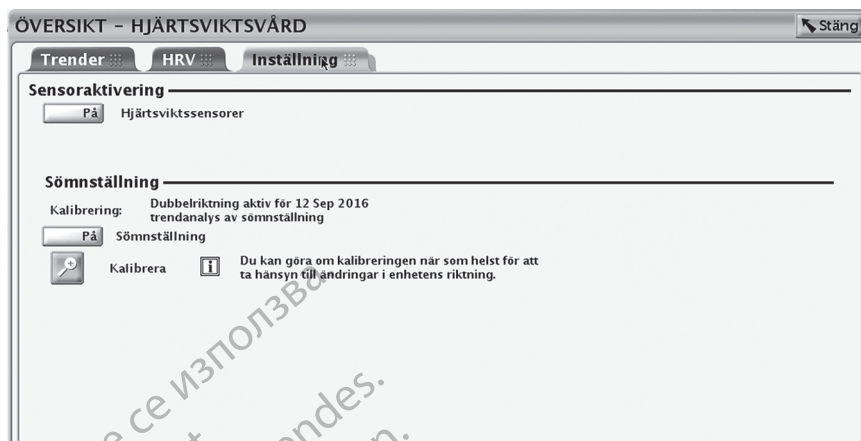 ÖVERSIKT – HJÄRTSVIKTSVÅRD
Stäng
Trender HRV Inställning
Sensoraktivering
På Hjärtsviktssensorer
Sömnställning
Kalibrering: Dubbelriktning aktiv för 12 Sep 2016
trendanalys av sömnställning
På Sömnställning
Kalibrera i Du kan göra om kalibreringen när som helst för att
ta hänsyn till ändringar i enhetens riktning.
се използва.